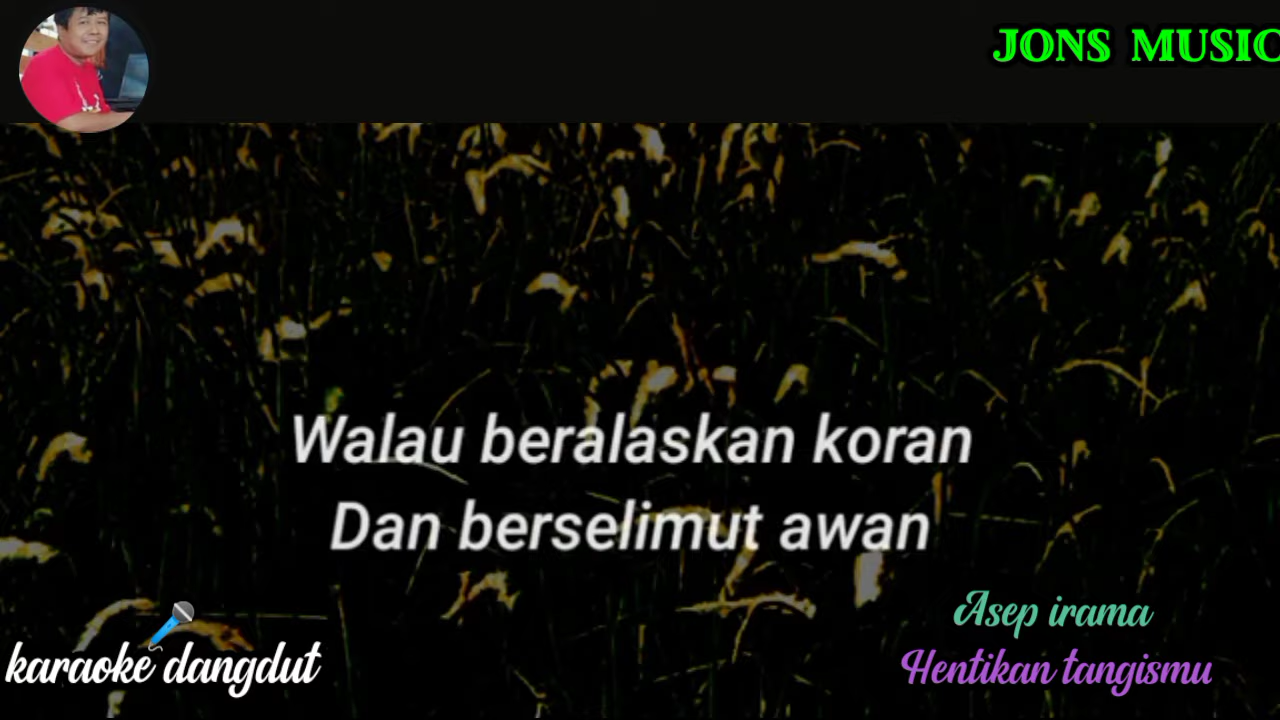 JONS MUSIC
Walau beralaskan koran
Dan berselimut awan
Asep irama
karaoke dangdut
Hentikan tangismu